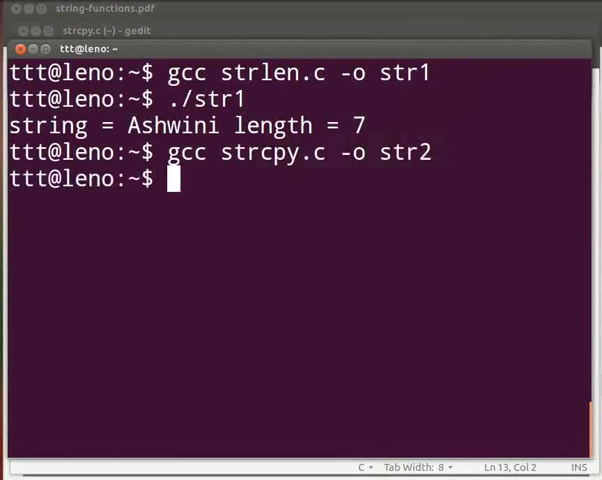 string-functions.pdf
strcpy.c (~) - gedit
ttt@leno: ~
ttt@leno:~$ gcc strlen.c -o str1
ttt@leno:~$ ./str1
string = Ashwini length = 7
ttt@leno:~$ gcc strcpy.c -o str2
ttt@leno:~$
C Tab Width: 8 Ln 13, Col 2 INS